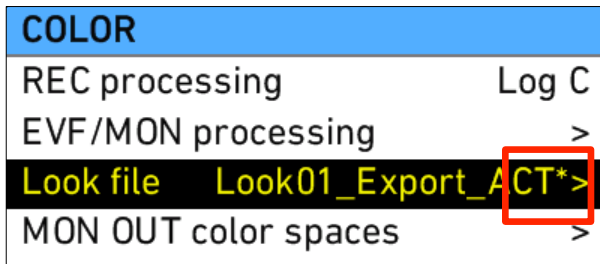 COLOR
REC processing Log C
EVF/MON processing >
Look file Look01_Export_ACT*>
MON OUT color spaces >